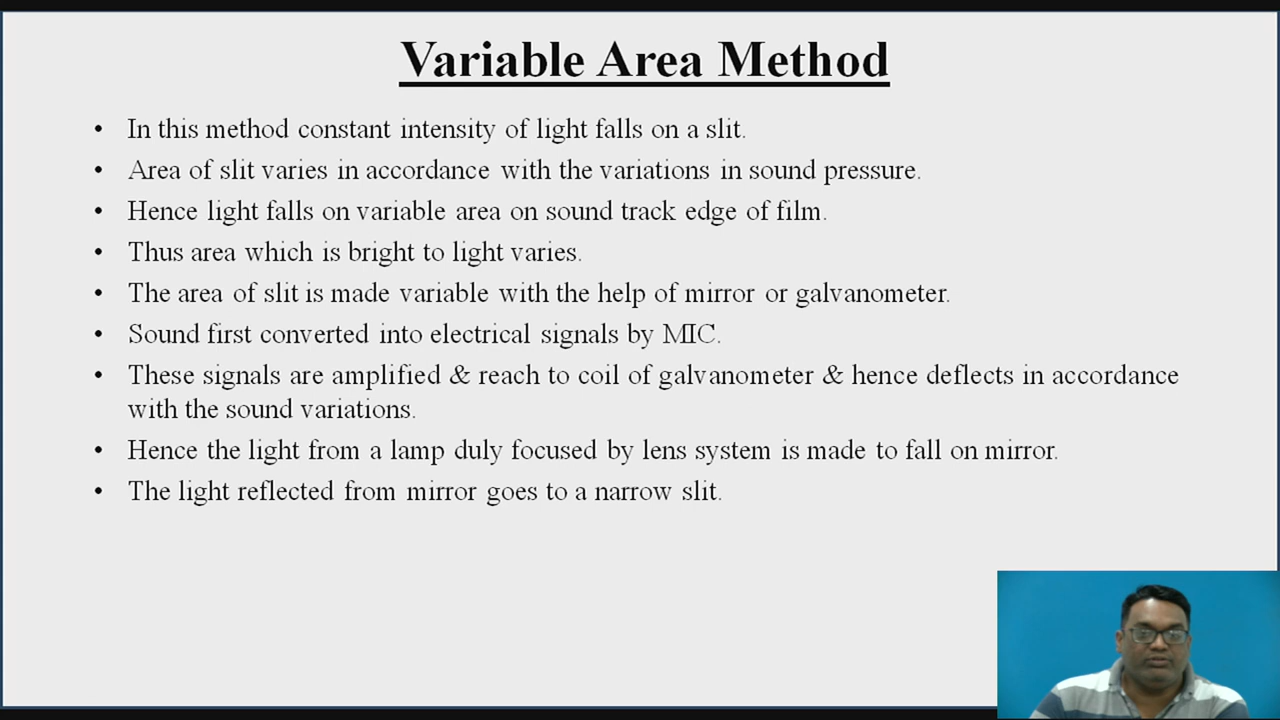 Variable Area Method
• In this method constant intensity of light falls on a slit.
• Area of slit varies in accordance with the variations in sound pressure.
• Hence light falls on variable area on sound track edge of film.
• Thus area which is bright to light varies.
• The area of slit is made variable with the help of mirror or galvanometer.
• Sound first converted into electrical signals by MIC.
• These signals are amplified & reach to coil of galvanometer & hence deflects in accordance
with the sound variations.
• Hence the light from a lamp duly focused by lens system is made to fall on mirror.
• The light reflected from mirror goes to a narrow slit.